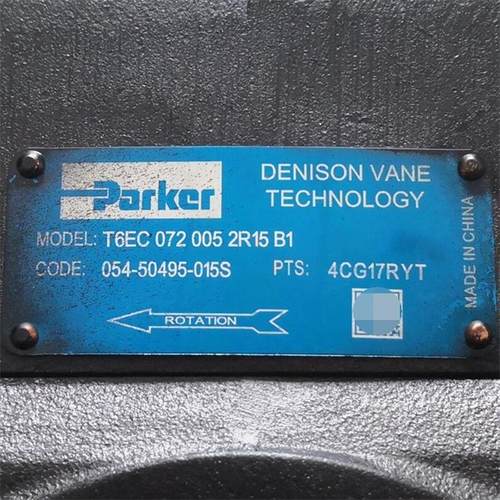 Parker
DENISON VANE
TECHNOLOGY
MODEL: T6EC 072 005 2R15 B1
CODE: 054-50495-015S PTS: 4CG17RYT
ROTATION
MADE IN CHINA